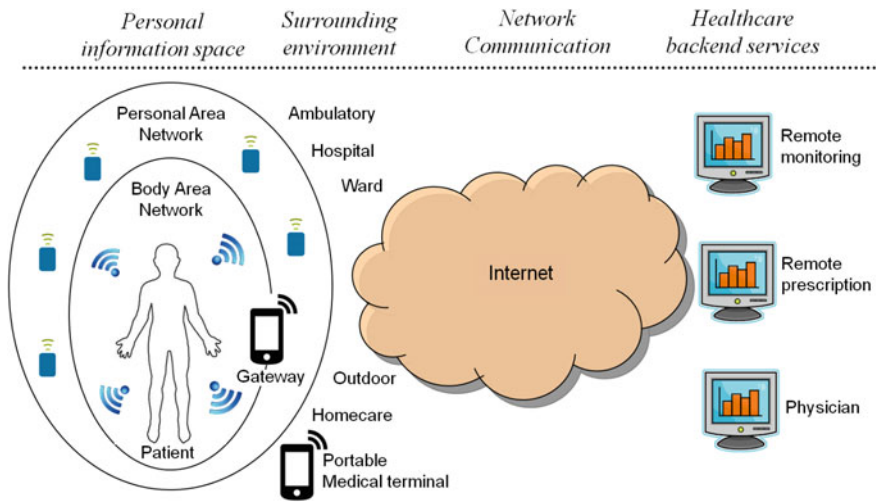 Personal
information space
Surrounding
environment
Network
Communication
Healthcare
backend services
Personal Area
Network
Body Area
Network
Ambulatory
Hospital
Ward
Gateway
Patient
Outdoor
Homecare
Portable
Medical terminal
Internet
Remote
monitoring
Remote
prescription
Physician